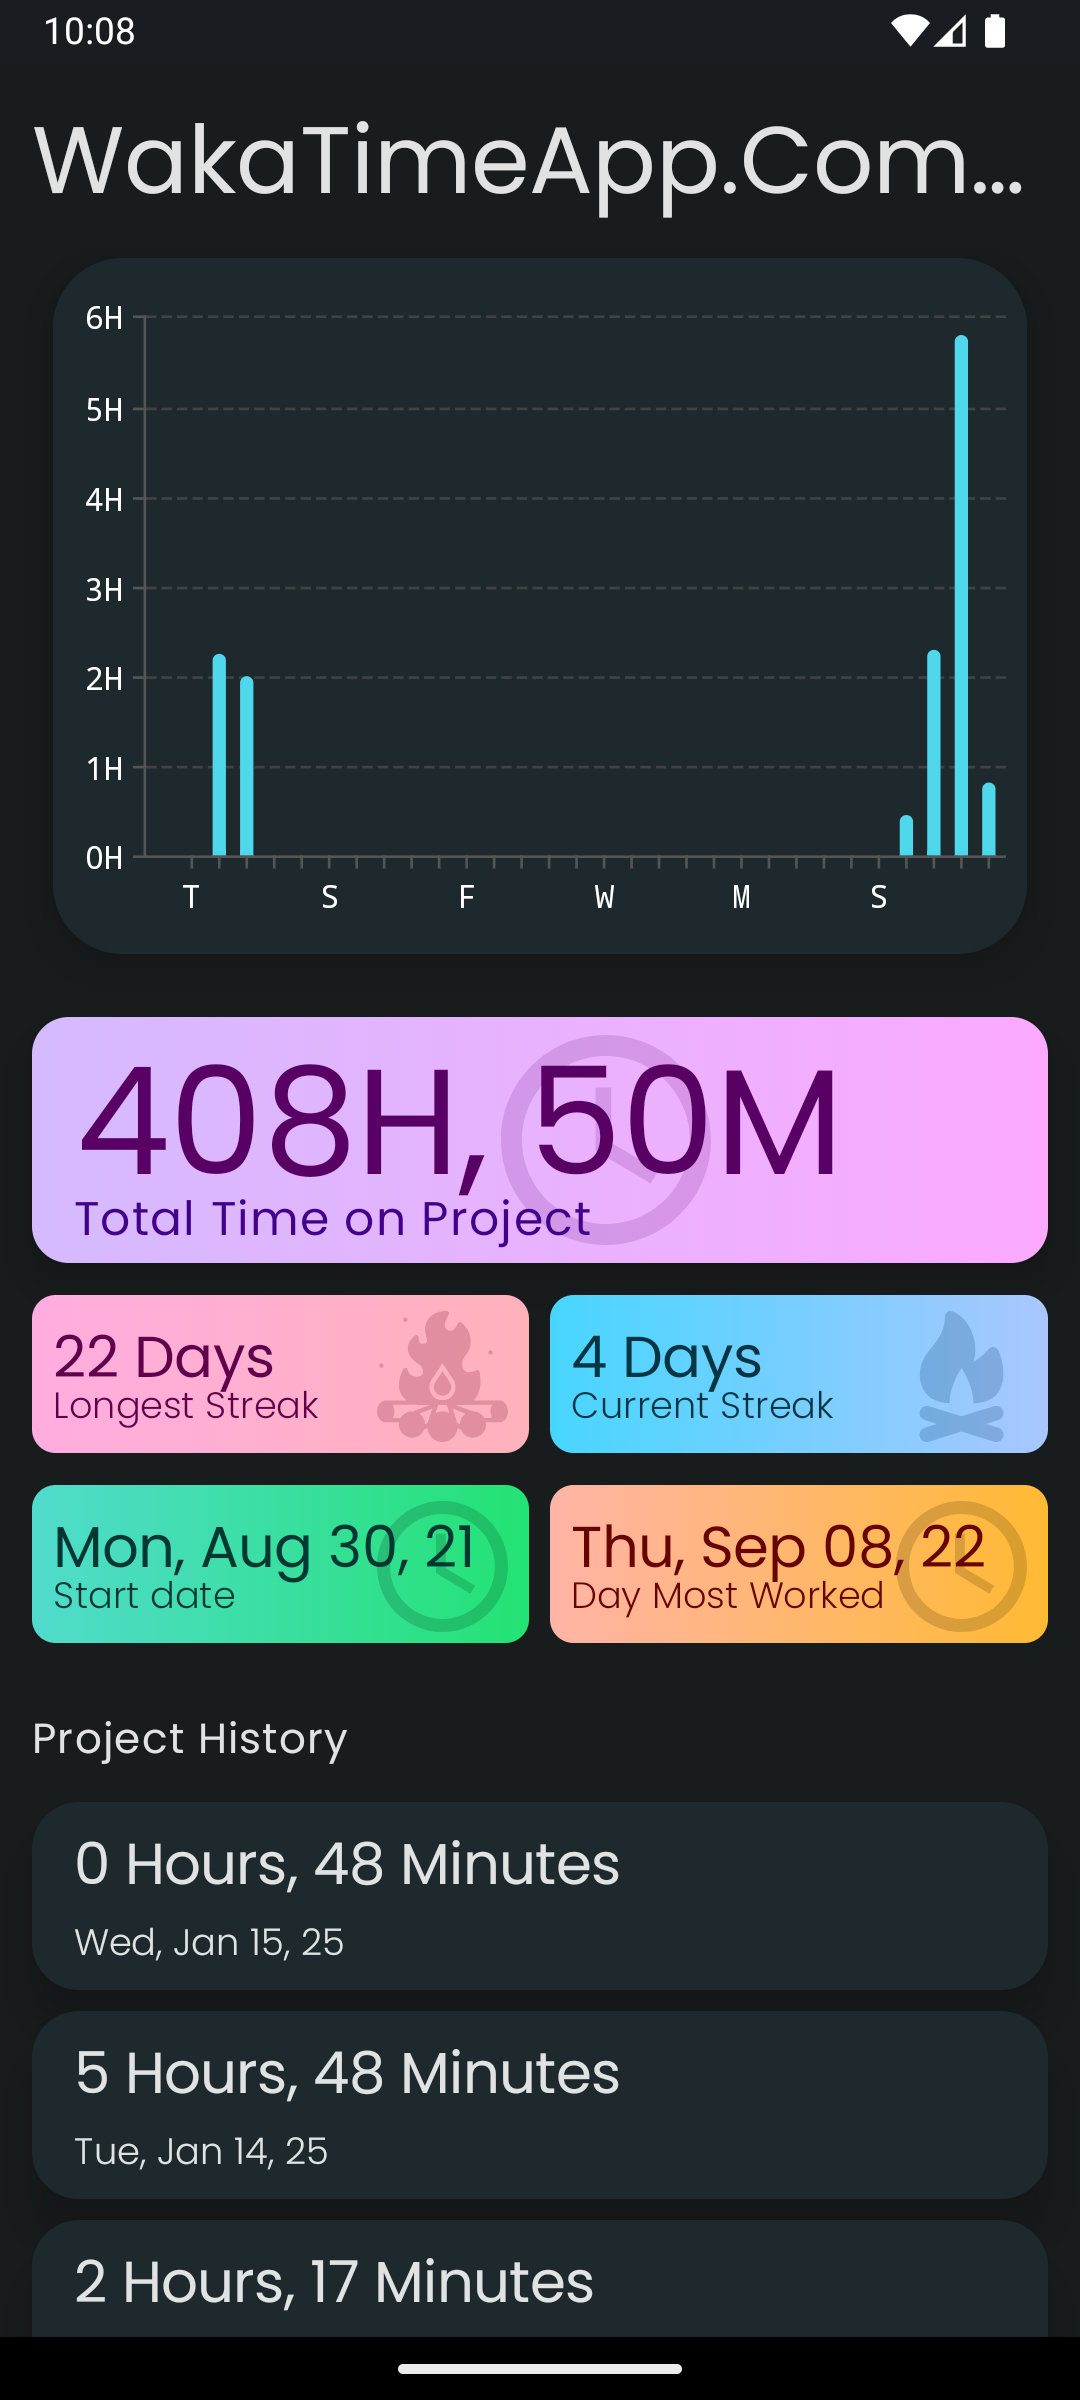 10:08
WakaTimeApp.Com...
6H
5H
4H
3H
2H
1H
0H
T S F W M S
408H, 50M
Total Time on Project
22 Days
Longest Streak
4 Days
Current Streak
Mon, Aug 30, 21
Start date
Thu, Sep 08, 22
Day Most Worked
Project History
0 Hours, 48 Minutes
Wed, Jan 15, 25
5 Hours, 48 Minutes
Tue, Jan 14, 25
2 Hours, 17 Minutes